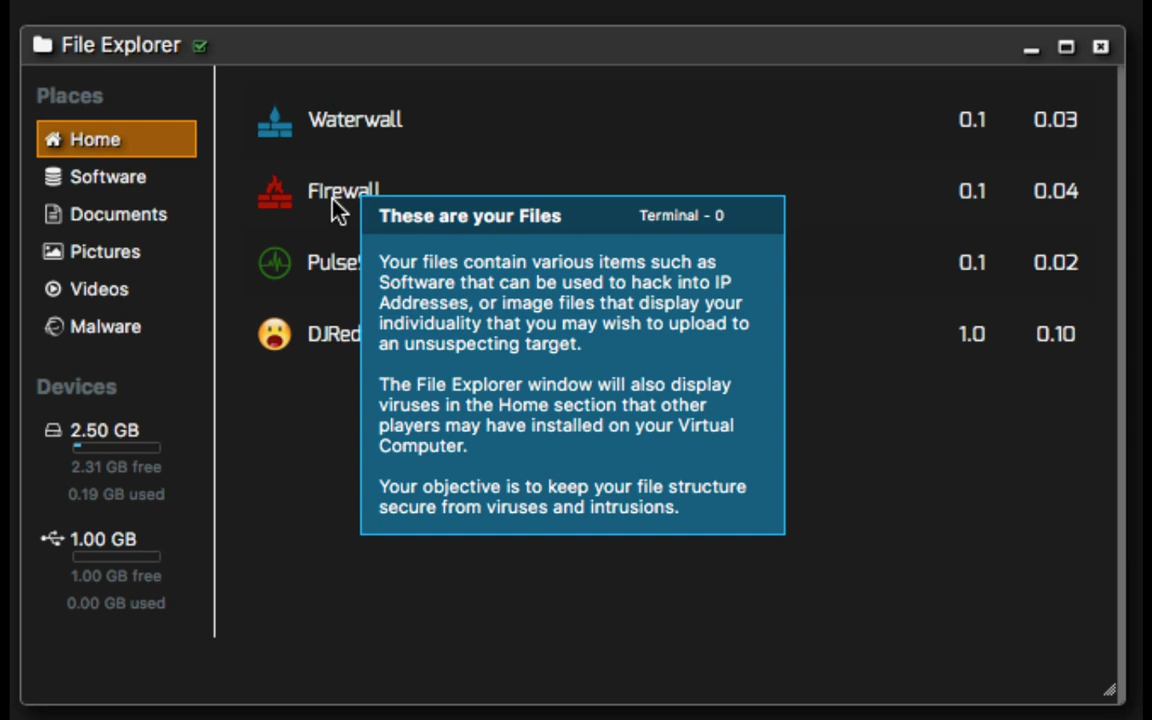 File Explorer
Places
Home
Software
Documents
Pictures
Videos
Malware
Devices
2.50 GB
2.31 GB free
0.19 GB used
1.00 GB
1.00 GB free
0.00 GB used
Waterwall 0.1 0.03
Firewall 0.1 0.04
0.1 0.02
1.0 0.10
These are your Files Terminal - 0
Your files contain various items such as
Software that can be used to hack into IP
Addresses, or image files that display your
individuality that you may wish to upload to
an unsuspecting target.
The File Explorer window will also display
viruses in the Home section that other
players may have installed on your Virtual
Computer.
Your objective is to keep your file structure
secure from viruses and intrusions.